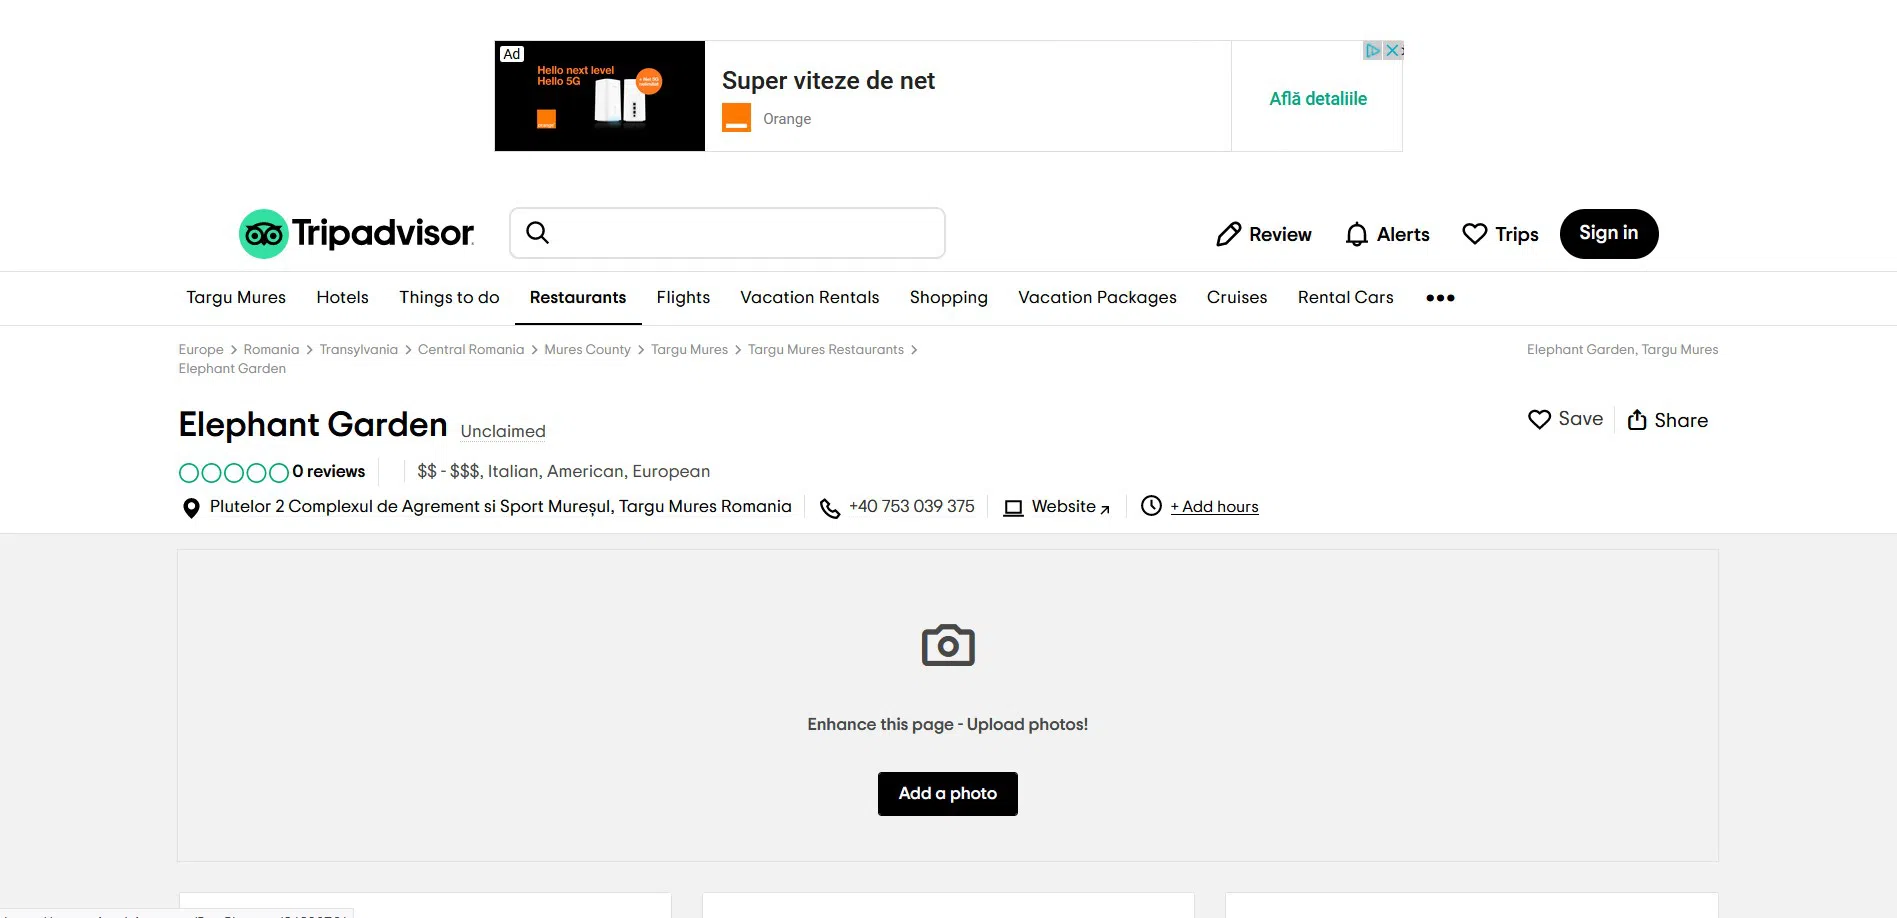 Ad
Hello next level
Hello 5G
Super viteze de net
Orange
Află detaliile
Tripadvisor
Review
Alerts
Trips
Sign in
Targu Mures
Hotels
Things to do
Restaurants
Flights
Vacation Rentals
Shopping
Vacation Packages
Cruises
Rental Cars
Europe > Romania > Transylvania > Central Romania > Mures County > Targu Mures > Targu Mures Restaurants >
Elephant Garden
Elephant Garden, Targu Mures
Elephant Garden Unclaimed
Save
Share
0 reviews
$$ - $$$, Italian, American, European
Plutelor 2 Complexul de Agrement si Sport Mureșul, Targu Mures Romania
+40 753 039 375
Website
+ Add hours
Enhance this page - Upload photos!
Add a photo